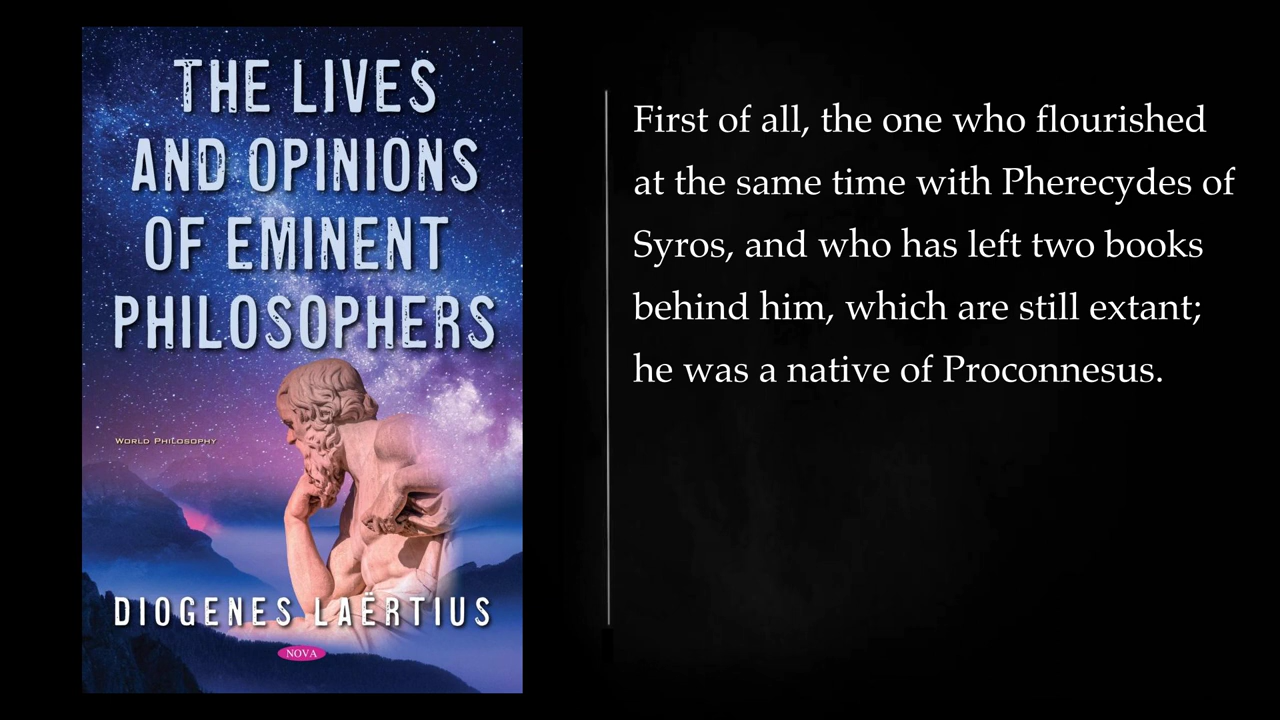 THE LIVES
AND OPINIONS
OF EMINENT
PHILOSOPHERS
WORLD PHILOSOPHY
DIOGENES LAËRTIUS
NOVA
First of all, the one who flourished
at the same time with Pherecydes of
Syros, and who has left two books
behind him, which are still extant;
he was a native of Proconnesus.